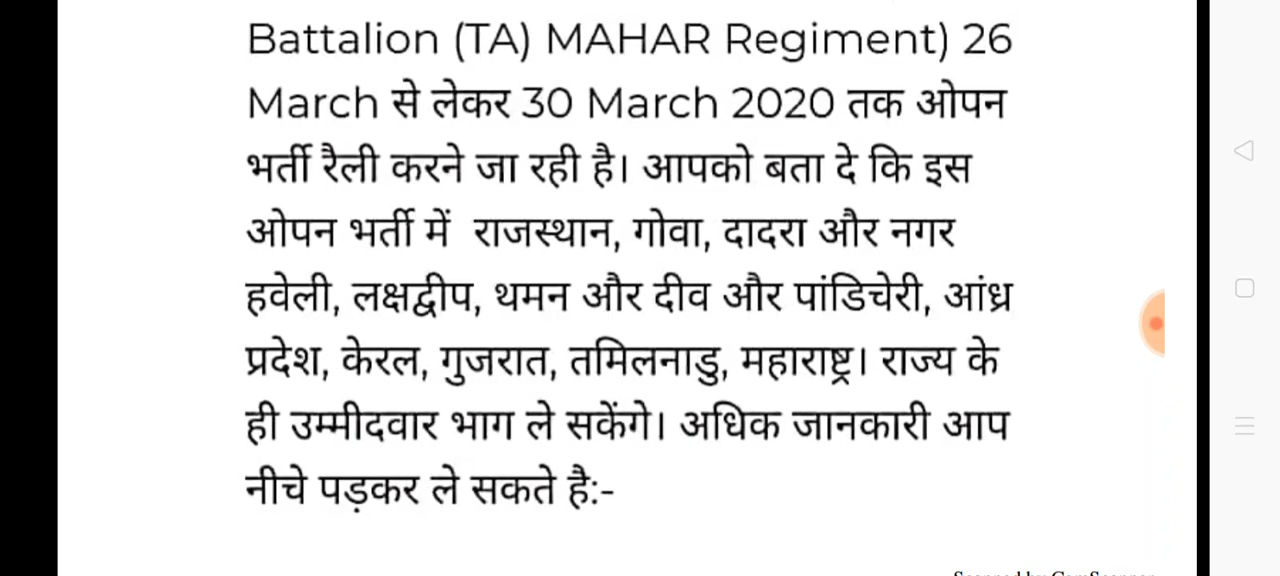 Battalion (TA) MAHAR Regiment) 26
March से लेकर 30 March 2020 तक ओपन
भर्ती रैली करने जा रही है। आपको बता दे कि इस
ओपन भर्ती में राजस्थान, गोवा, दादरा और नगर
हवेली, लक्षद्वीप, थमन और दीव और पांडिचेरी, आंध्र
प्रदेश, केरल, गुजरात, तमिलनाडु, महाराष्ट्र। राज्य के
ही उम्मीदवार भाग ले सकेंगे। अधिक जानकारी आप
नीचे पड़कर ले सकते है:-